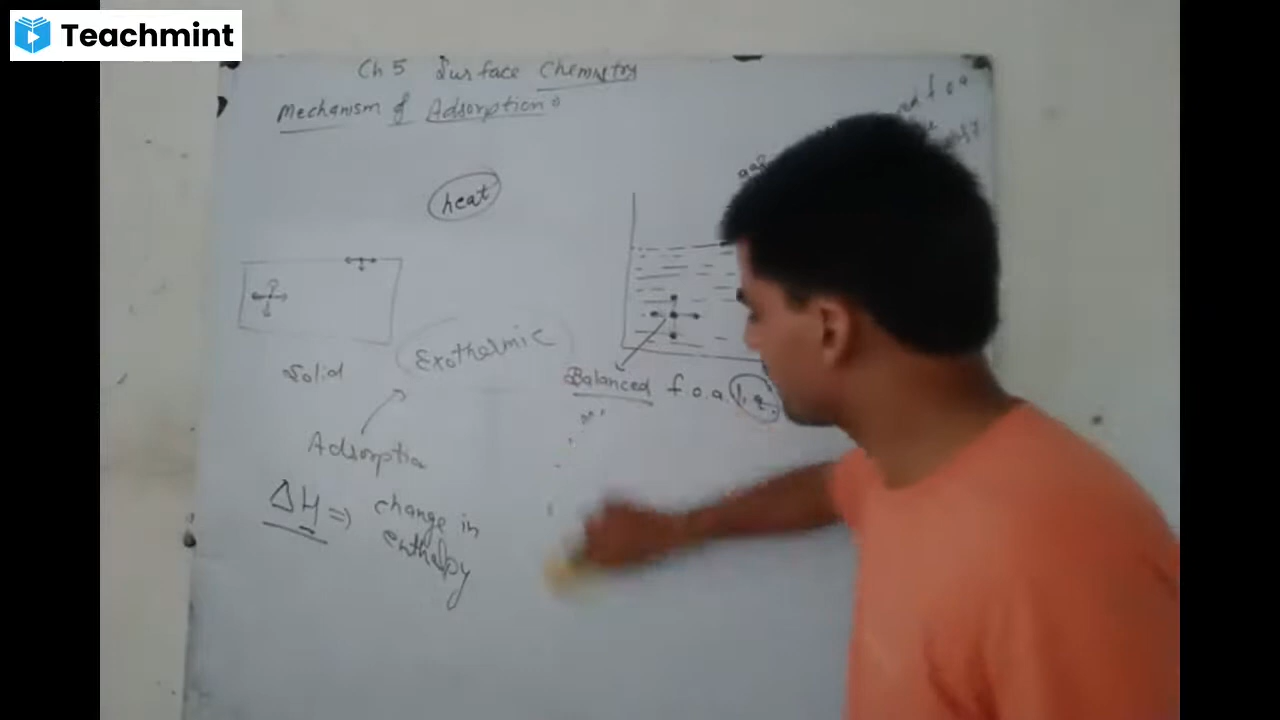 Teachmint
Ch 5 Surface Chemistry
Mechanism of Adsorption
heat
Solid
Exothermic
Balanced f.o.a.
Adsorption
ΔH ⇒ change in
enthalpy